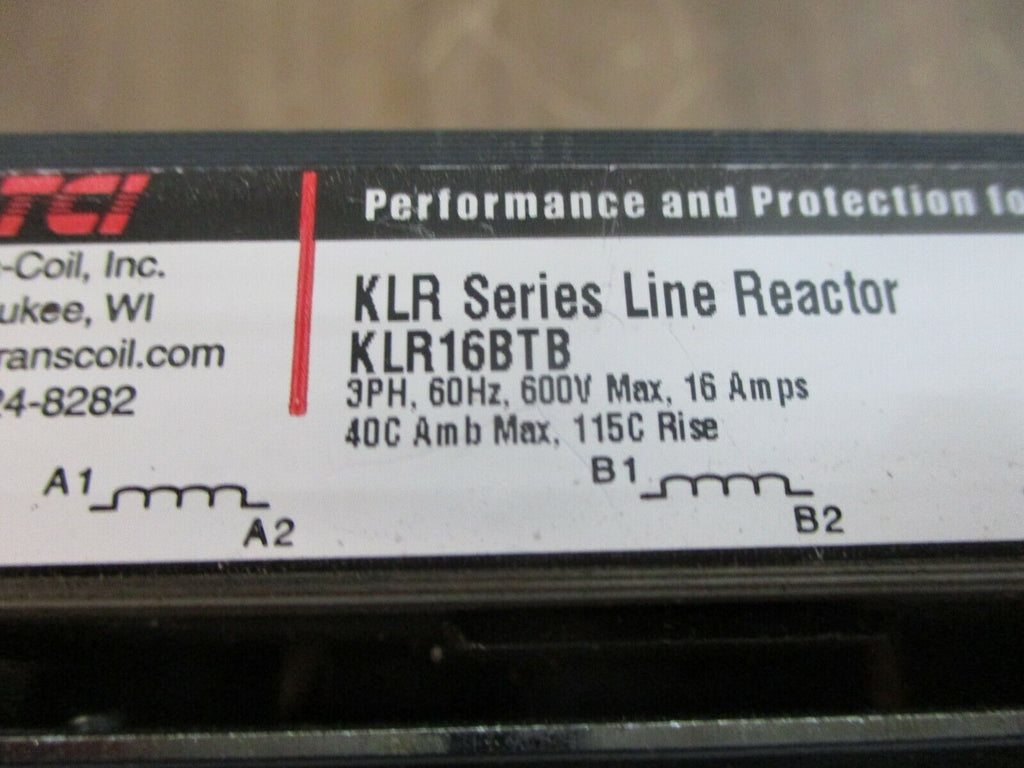 TCI
Performance and Protection fo
-Coil, Inc.
ukee, WI
ranscoil.com
24-8282
KLR Series Line Reactor
KLR16BTB
3PH, 60Hz, 600V Max, 16 Amps
40C Amb Max, 115C Rise
A1
A2
B1
B2